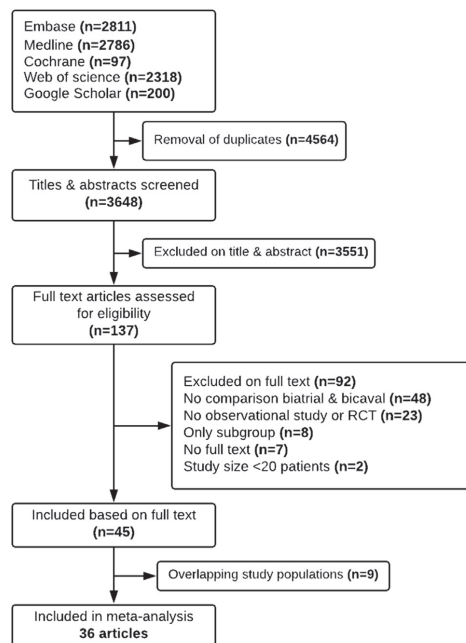 Embase (n=2811)
Medline (n=2786)
Cochrane (n=97)
Web of science (n=2318)
Google Scholar (n=200)
Removal of duplicates (n=4564)
Titles & abstracts screened
(n=3648)
Excluded on title & abstract (n=3551)
Full text articles assessed
for eligibility
(n=137)
Excluded on full text (n=92)
No comparison biatrial & bicaval (n=48)
No observational study or RCT (n=23)
Only subgroup (n=8)
No full text (n=7)
Study size <20 patients (n=2)
Included based on full text
(n=45)
Overlapping study populations (n=9)
Included in meta-analysis
36 articles